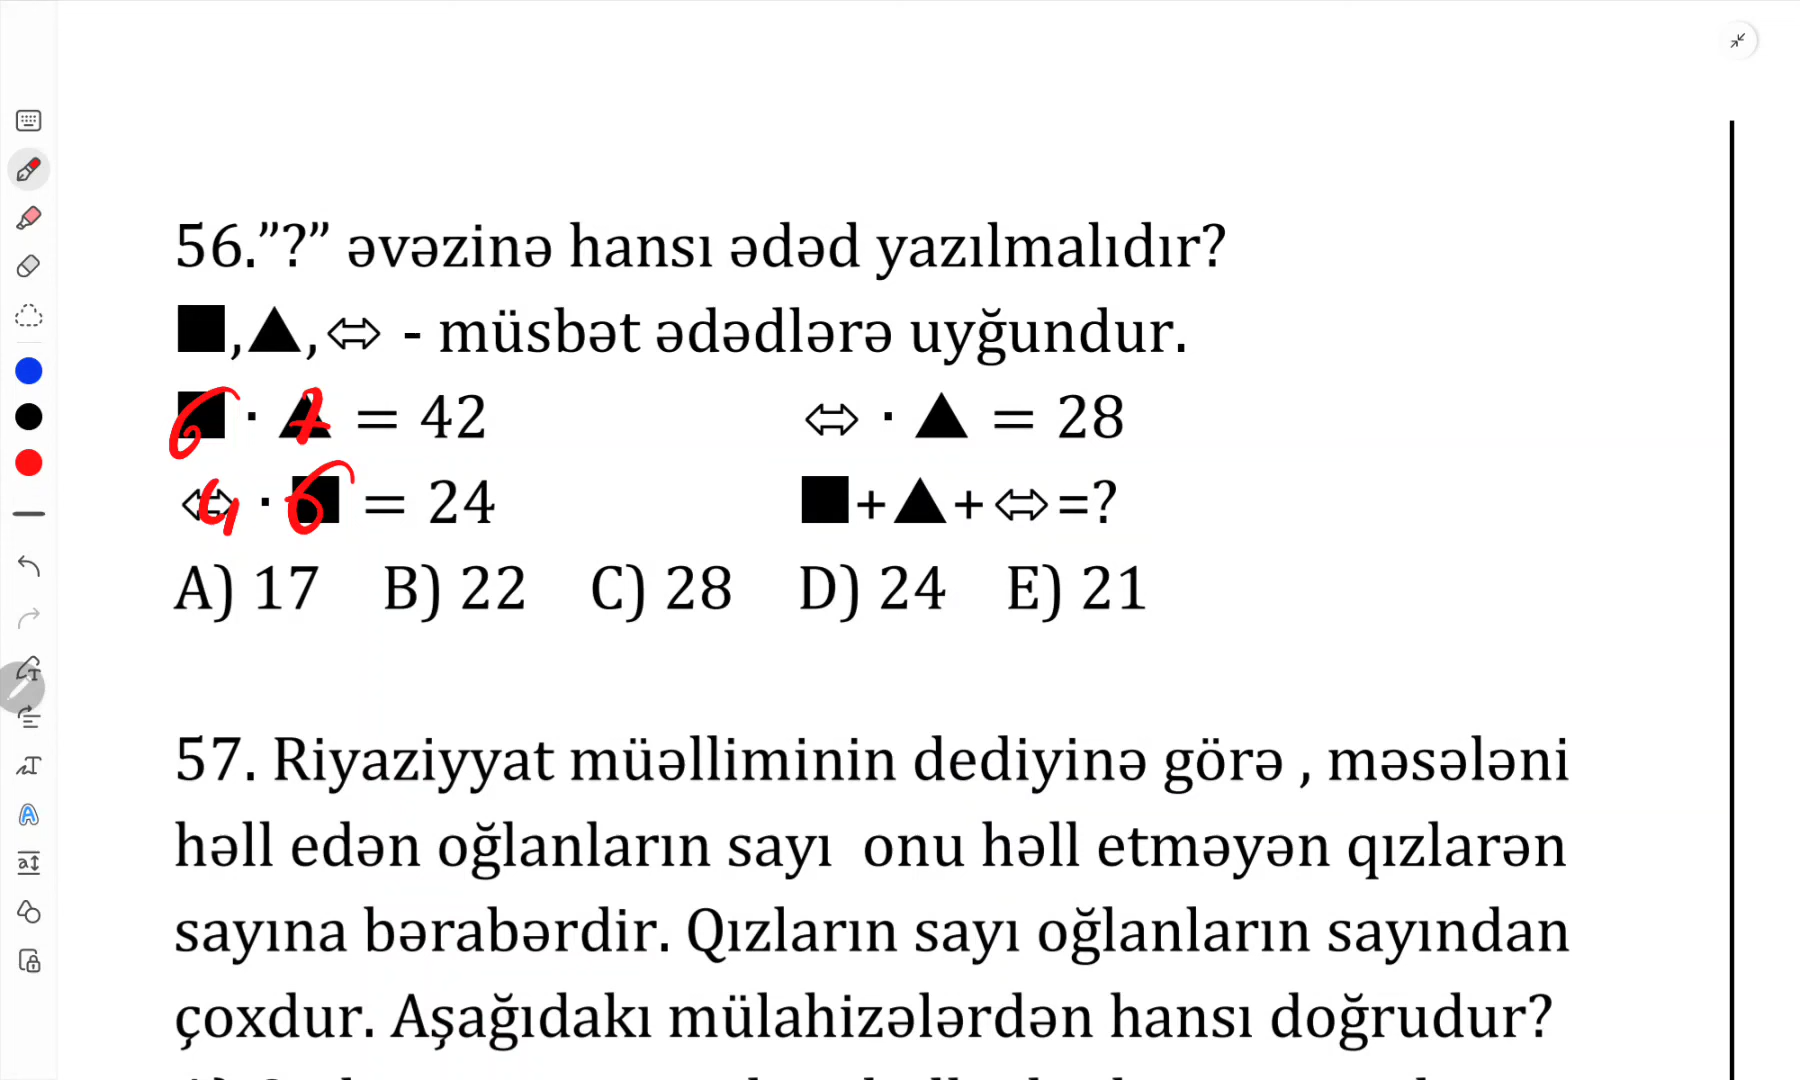 56.”?” əvəzinə hansı ədəd yazılmalıdır?
■,▲,⬄ - müsbət ədədlərə uyğundur.
■ · ▲ = 42 ⬄ · ▲ = 28
6 7
⬄ · ■ = 24 ■+▲+⬄=?
4 6
A) 17 B) 22 C) 28 D) 24 E) 21
57. Riyaziyyat müəlliminin dediyinə görə , məsələni
həll edən oğlanların sayı onu həll etməyən qızlarən
sayına bərabərdir. Qızların sayı oğlanların sayından
çoxdur. Aşağıdakı mülahizələrdən hansı doğrudur?